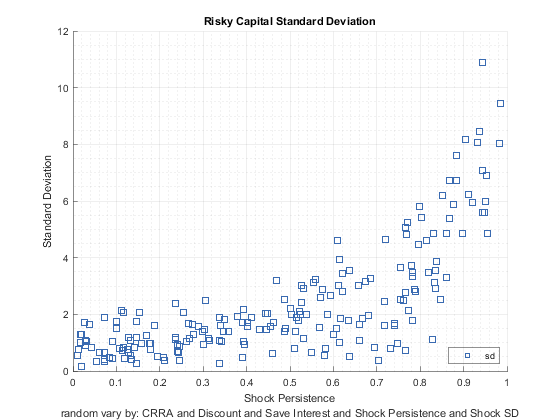 Risky Capital Standard Deviation
12
10
8
6
4
2
0
Standard Deviation
0 0.1 0.2 0.3 0.4 0.5 0.6 0.7 0.8 0.9 1
Shock Persistence
sd
random vary by: CRRA and Discount and Save Interest and Shock Persistence and Shock SD